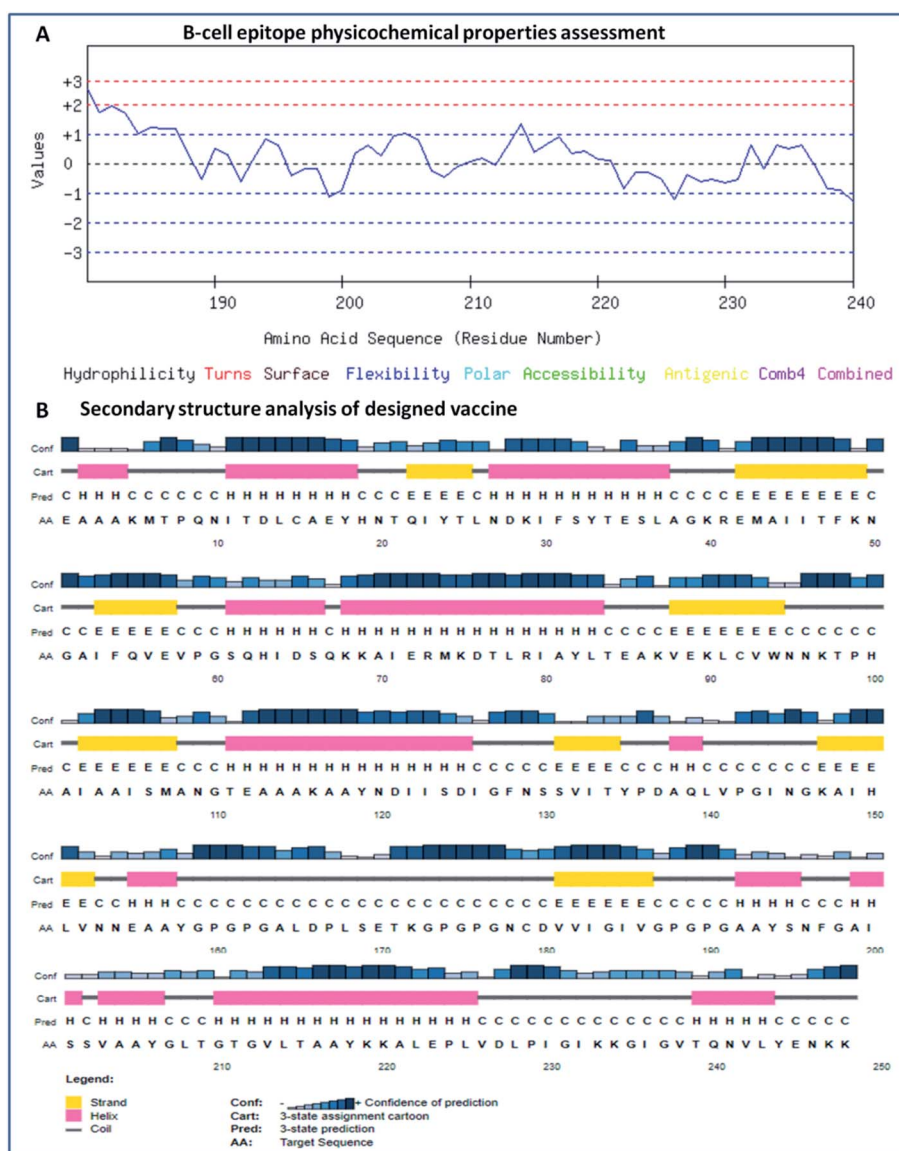 A B-cell epitope physicochemical properties assessment
+3
+2
+1
0
-1
-2
-3
Values
190 200 210 220 230 240
Amino Acid Sequence (Residue Number)
Hydrophilicity Turns Surface Flexibility Polar Accessibility Antigenic Comb4 Combined
B Secondary structure analysis of designed vaccine
Conf
Cart
Pred C H H H C C C C C C H H H H H H H H C C C E E E E C H H H H H H H H H H H C C C C E E E E E E E E C
AA E A A A K M T P Q N I T D L C A E Y H N T Q I Y T L N D K I F S Y T E S L A G K R E M A I I T F K N
10 20 30 40 50
Conf
Cart
Pred C C E E E E E C C C H H H H H H C H H H H H H H H H H H H H H H H C C C C E E E E E E E C C C C C C
AA G A I F Q V E V P G S Q H I D S Q K K A I E R M K D T L R I A Y L T E A K V E K L C V W N N K T P H
60 70 80 90 100
Conf
Cart
Pred C E E E E E E C C C H H H H H H H H H H H H H H H C C C C C E E E E C C C H H C C C C C C C E E E E
AA A I A A I S M A N G T E A A A K A A Y N D I I S D I G F N S S V I T Y P D A Q L V P G I N G K A I H
110 120 130 140 150
Conf
Cart
Pred E E C C H H H C C C C C C C C C C C C C C C C C C C C C C C E E E E E E C C C C C H H H H C C C H H
AA L V N N E A A Y G P G P G A L D P L S E T K G P G P G N C D V V I G I V G P G P G A A Y S N F G A I
160 170 180 190 200
Conf
Cart
Pred H C H H H H C C C H H H H H H H H H H H H H H H H C C C C C C C C C C C C C H H H H H C C C C C
AA S S V A A Y G L T G T G V L T A A Y K K A L E P L V D L P I G I K K G I G V T Q N V L Y E N K K
210 220 230 240 250
Legend:
Strand
Helix
Coil
Conf: - + Confidence of prediction
Cart: 3-state assignment cartoon
Pred: 3-state prediction
AA: Target Sequence